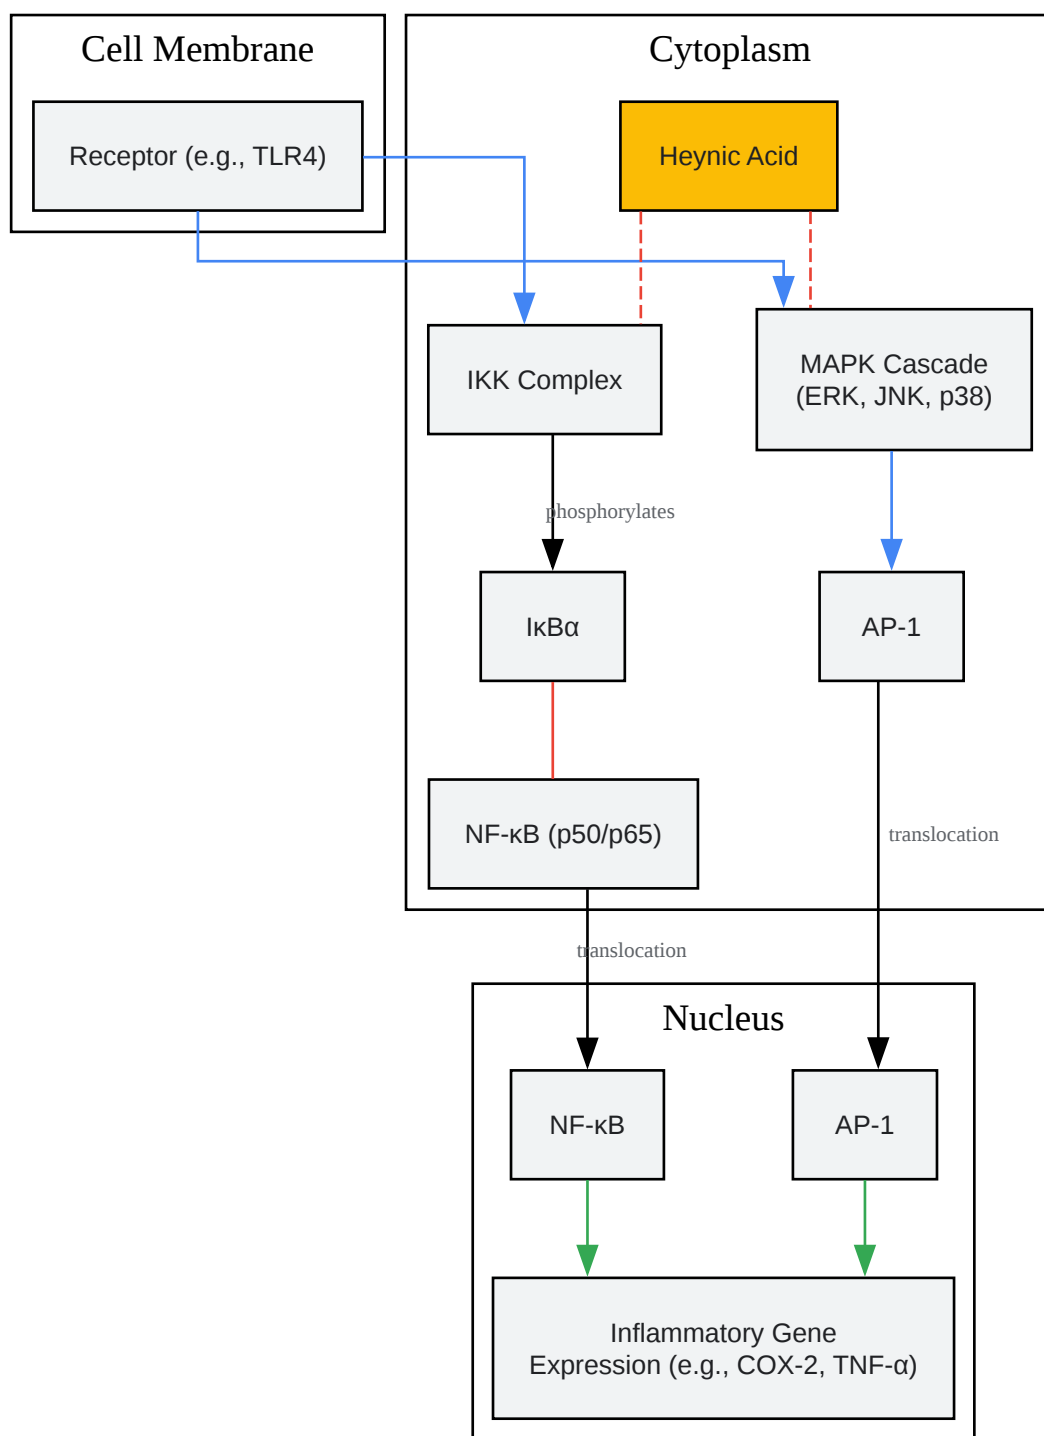 Cell Membrane
Cytoplasm
Receptor (e.g., TLR4)
Heynic Acid
IKK Complex
MAPK Cascade
(ERK, JNK, p38)
phosphorylates
IκBα
AP-1
NF-κB (p50/p65)
translocation
translocation
Nucleus
NF-κB
AP-1
Inflammatory Gene
Expression (e.g., COX-2, TNF-α)